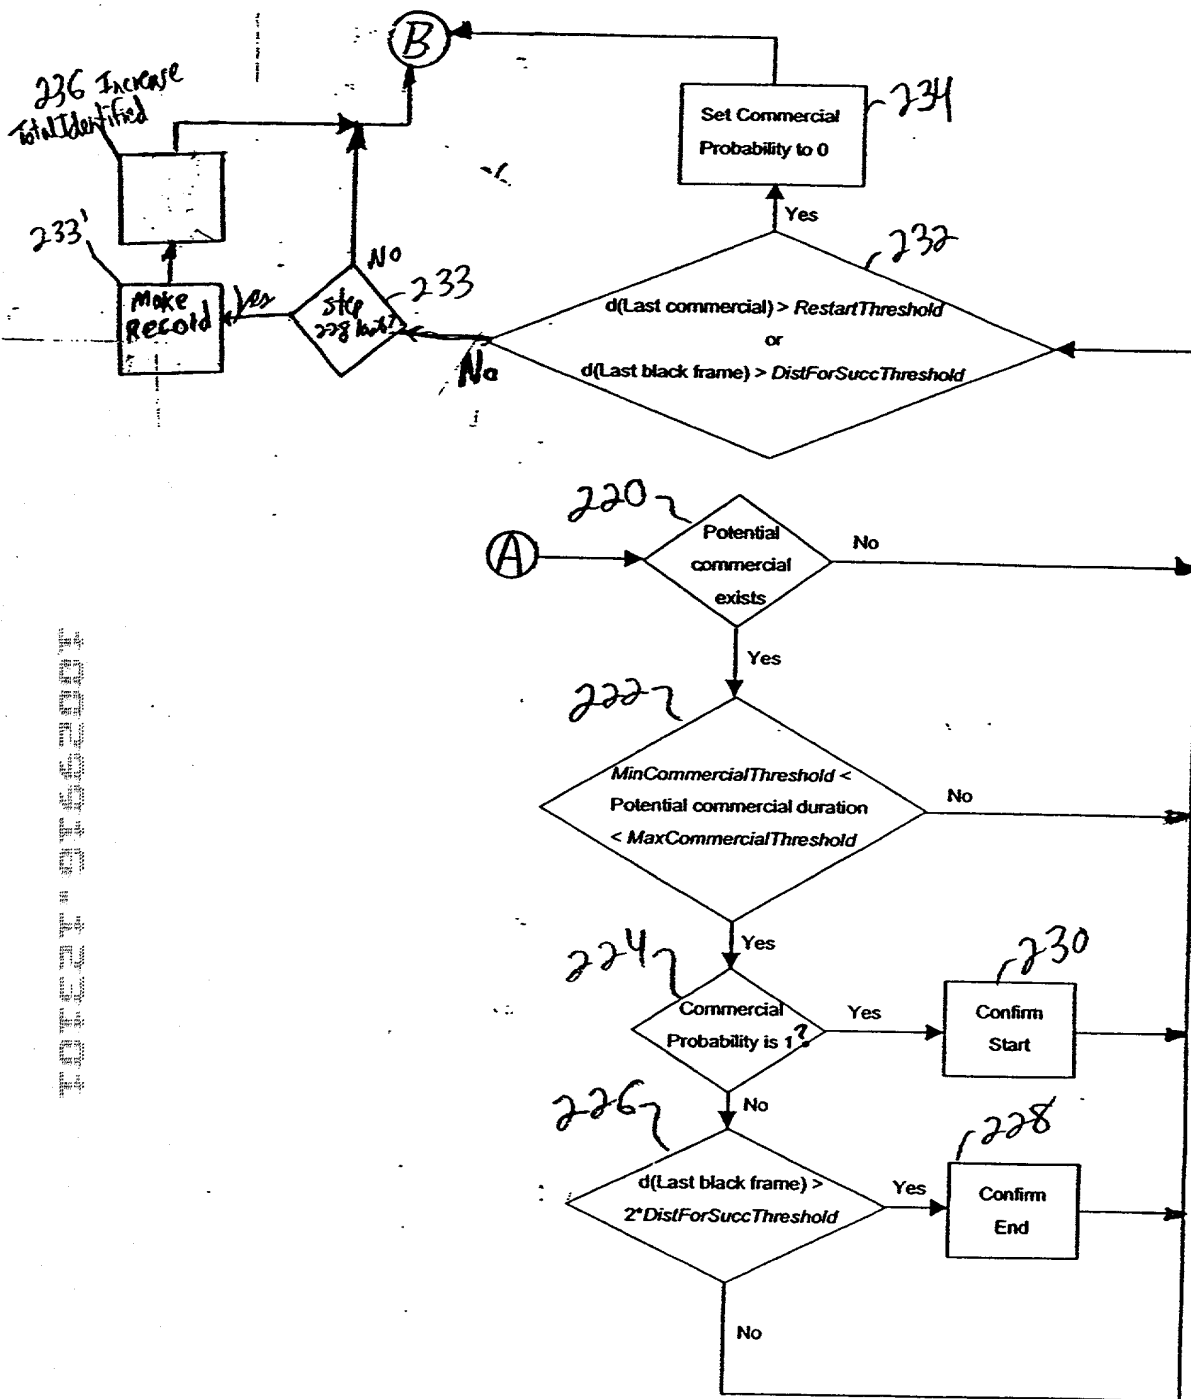 B
236 Increase
Total Identified
234
Set Commercial
Probability to 0
Yes
232
233'
No
233
Make
Record
Yes
Step
228
d(Last commercial) > RestartThreshold
or
d(Last black frame) > DistForSuccThreshold
No
220
Potential
commercial
exists
No
A
Yes
222
MinCommercialThreshold <
Potential commercial duration
< MaxCommercialThreshold
No
Yes
224
230
Commercial
Probability is 1?
Yes
Confirm
Start
No
226
228
d(Last black frame) >
2*DistForSuccThreshold
Yes
Confirm
End
No